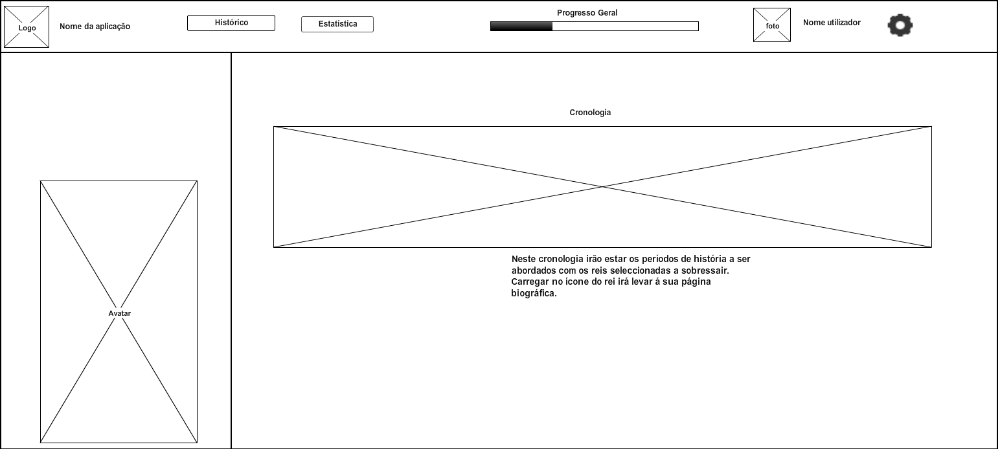 Logo
Nome da aplicação
Histórico
Estatística
Progresso Geral
foto
Nome utilizador
Cronologia
Neste cronologia irão estar os períodos de história a ser
abordados com os reis seleccionadas a sobressair.
Carregar no ícone do rei irá levar á sua página
biográfica.
Avatar